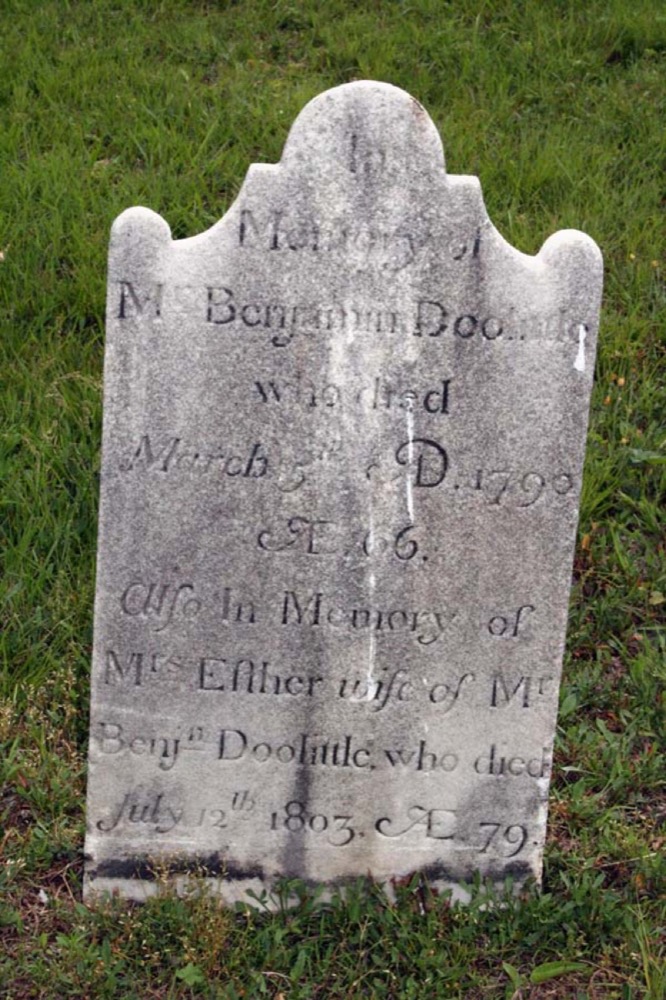 In
Memory of
Mr Benjamin Doolittle
who died
March 5th AD. 1790
Æ. 66.
Alſo In Memory of
Mrs Eſther wife of Mr
Benjn Doolittle, who died
July 12th 1803. Æ. 79.